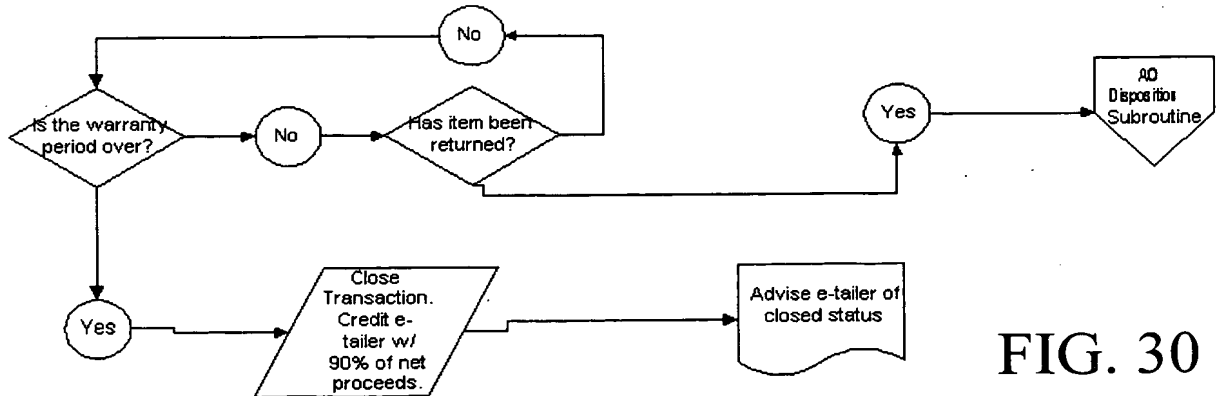 No
Is the warranty
period over?
No
Has item been
returned?
Yes
AO
Disposition
Subroutine
Yes
Close
Transaction.
Credit e-
tailer w/
90% of net
proceeds.
Advise e-tailer of
closed status
FIG. 30